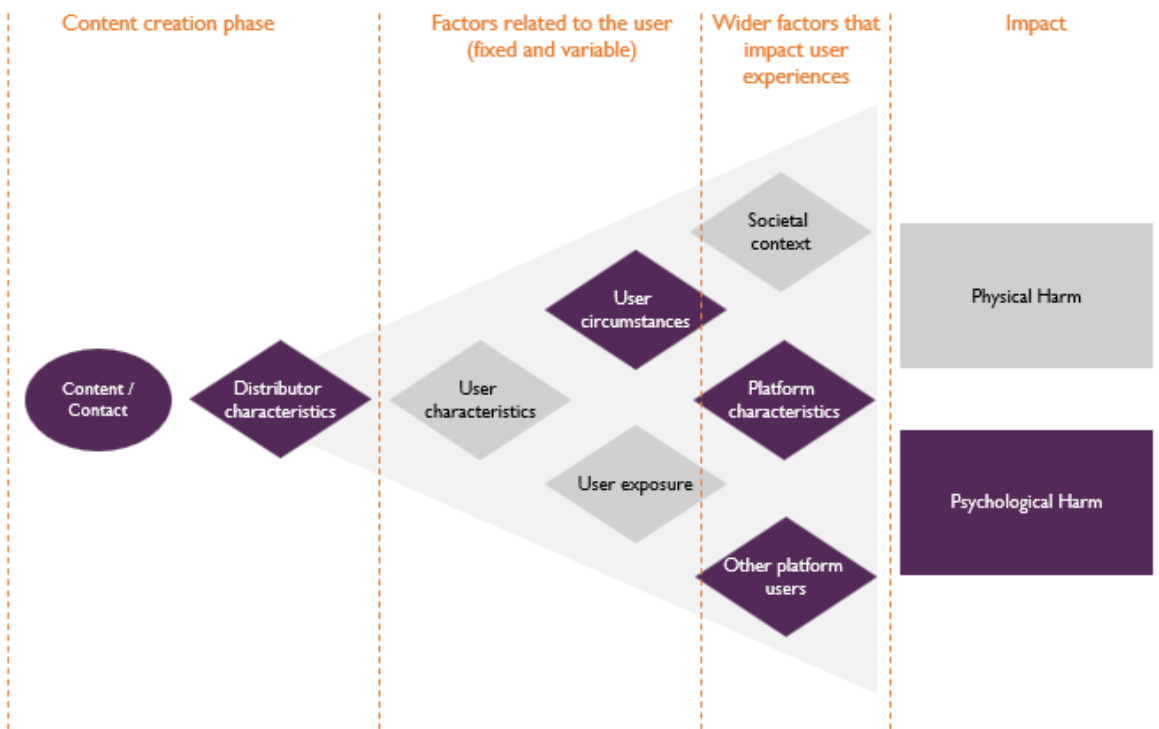 Content creation phase
Factors related to the user
(fixed and variable)
Wider factors that
impact user
experiences
Impact
Content /
Contact
Distributor
characteristics
User
characteristics
User
circumstances
User exposure
Societal
context
Platform
characteristics
Other platform
users
Physical Harm
Psychological Harm